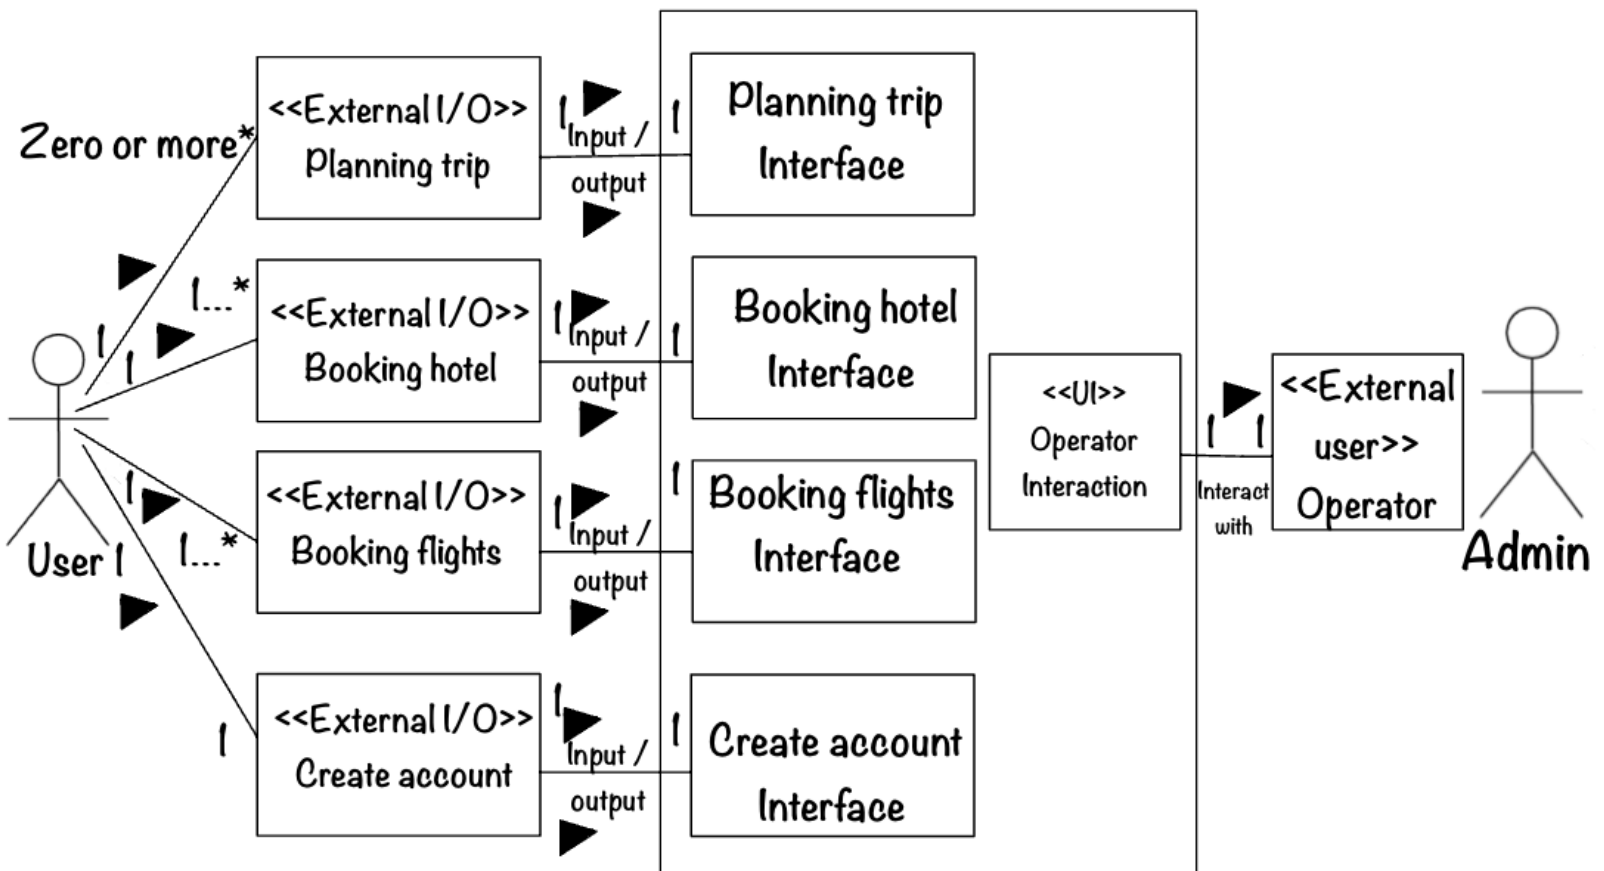 Zero or more*
1
1...*
1
1
1...*
User 1
1
<<External I/O>>
Planning trip
1
Input /
output
1
Planning trip
Interface
<<External I/O>>
Booking hotel
1
Input /
output
1
Booking hotel
Interface
<<External I/O>>
Booking flights
1
Input /
output
1
Booking flights
Interface
<<External I/O>>
Create account
1
Input /
output
1
Create account
Interface
<<UI>>
Operator
Interaction
1 1
Interact
with
<<External
user>>
Operator
Admin